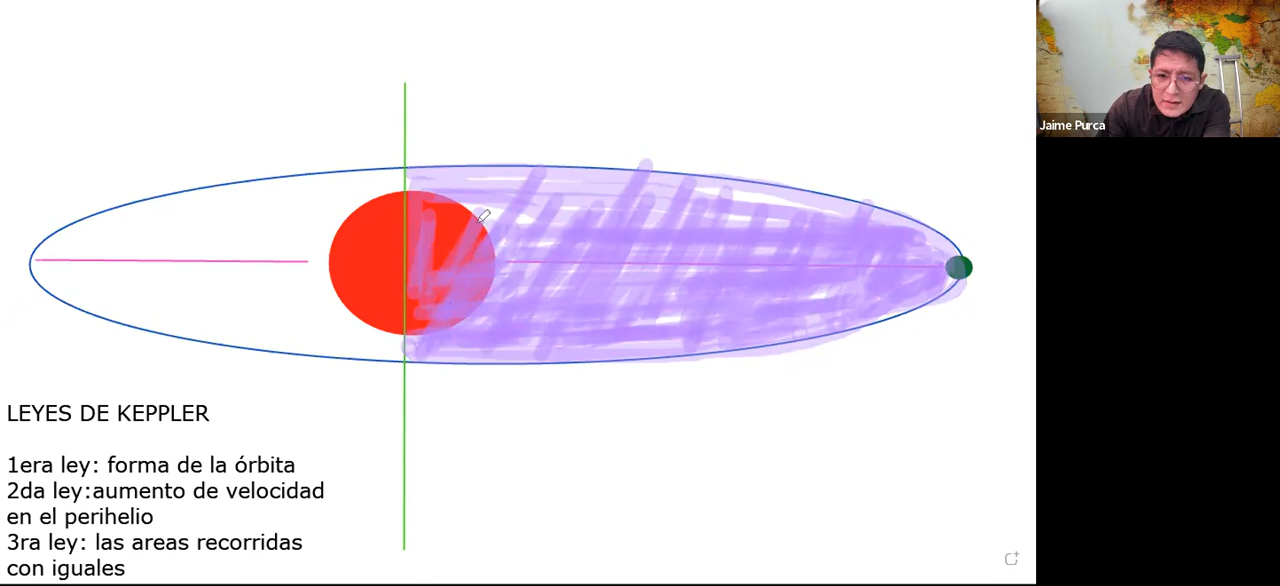 Jaime Purca
LEYES DE KEPPLER
1era ley: forma de la órbita
2da ley:aumento de velocidad
en el perihelio
3ra ley: las areas recorridas
con iguales